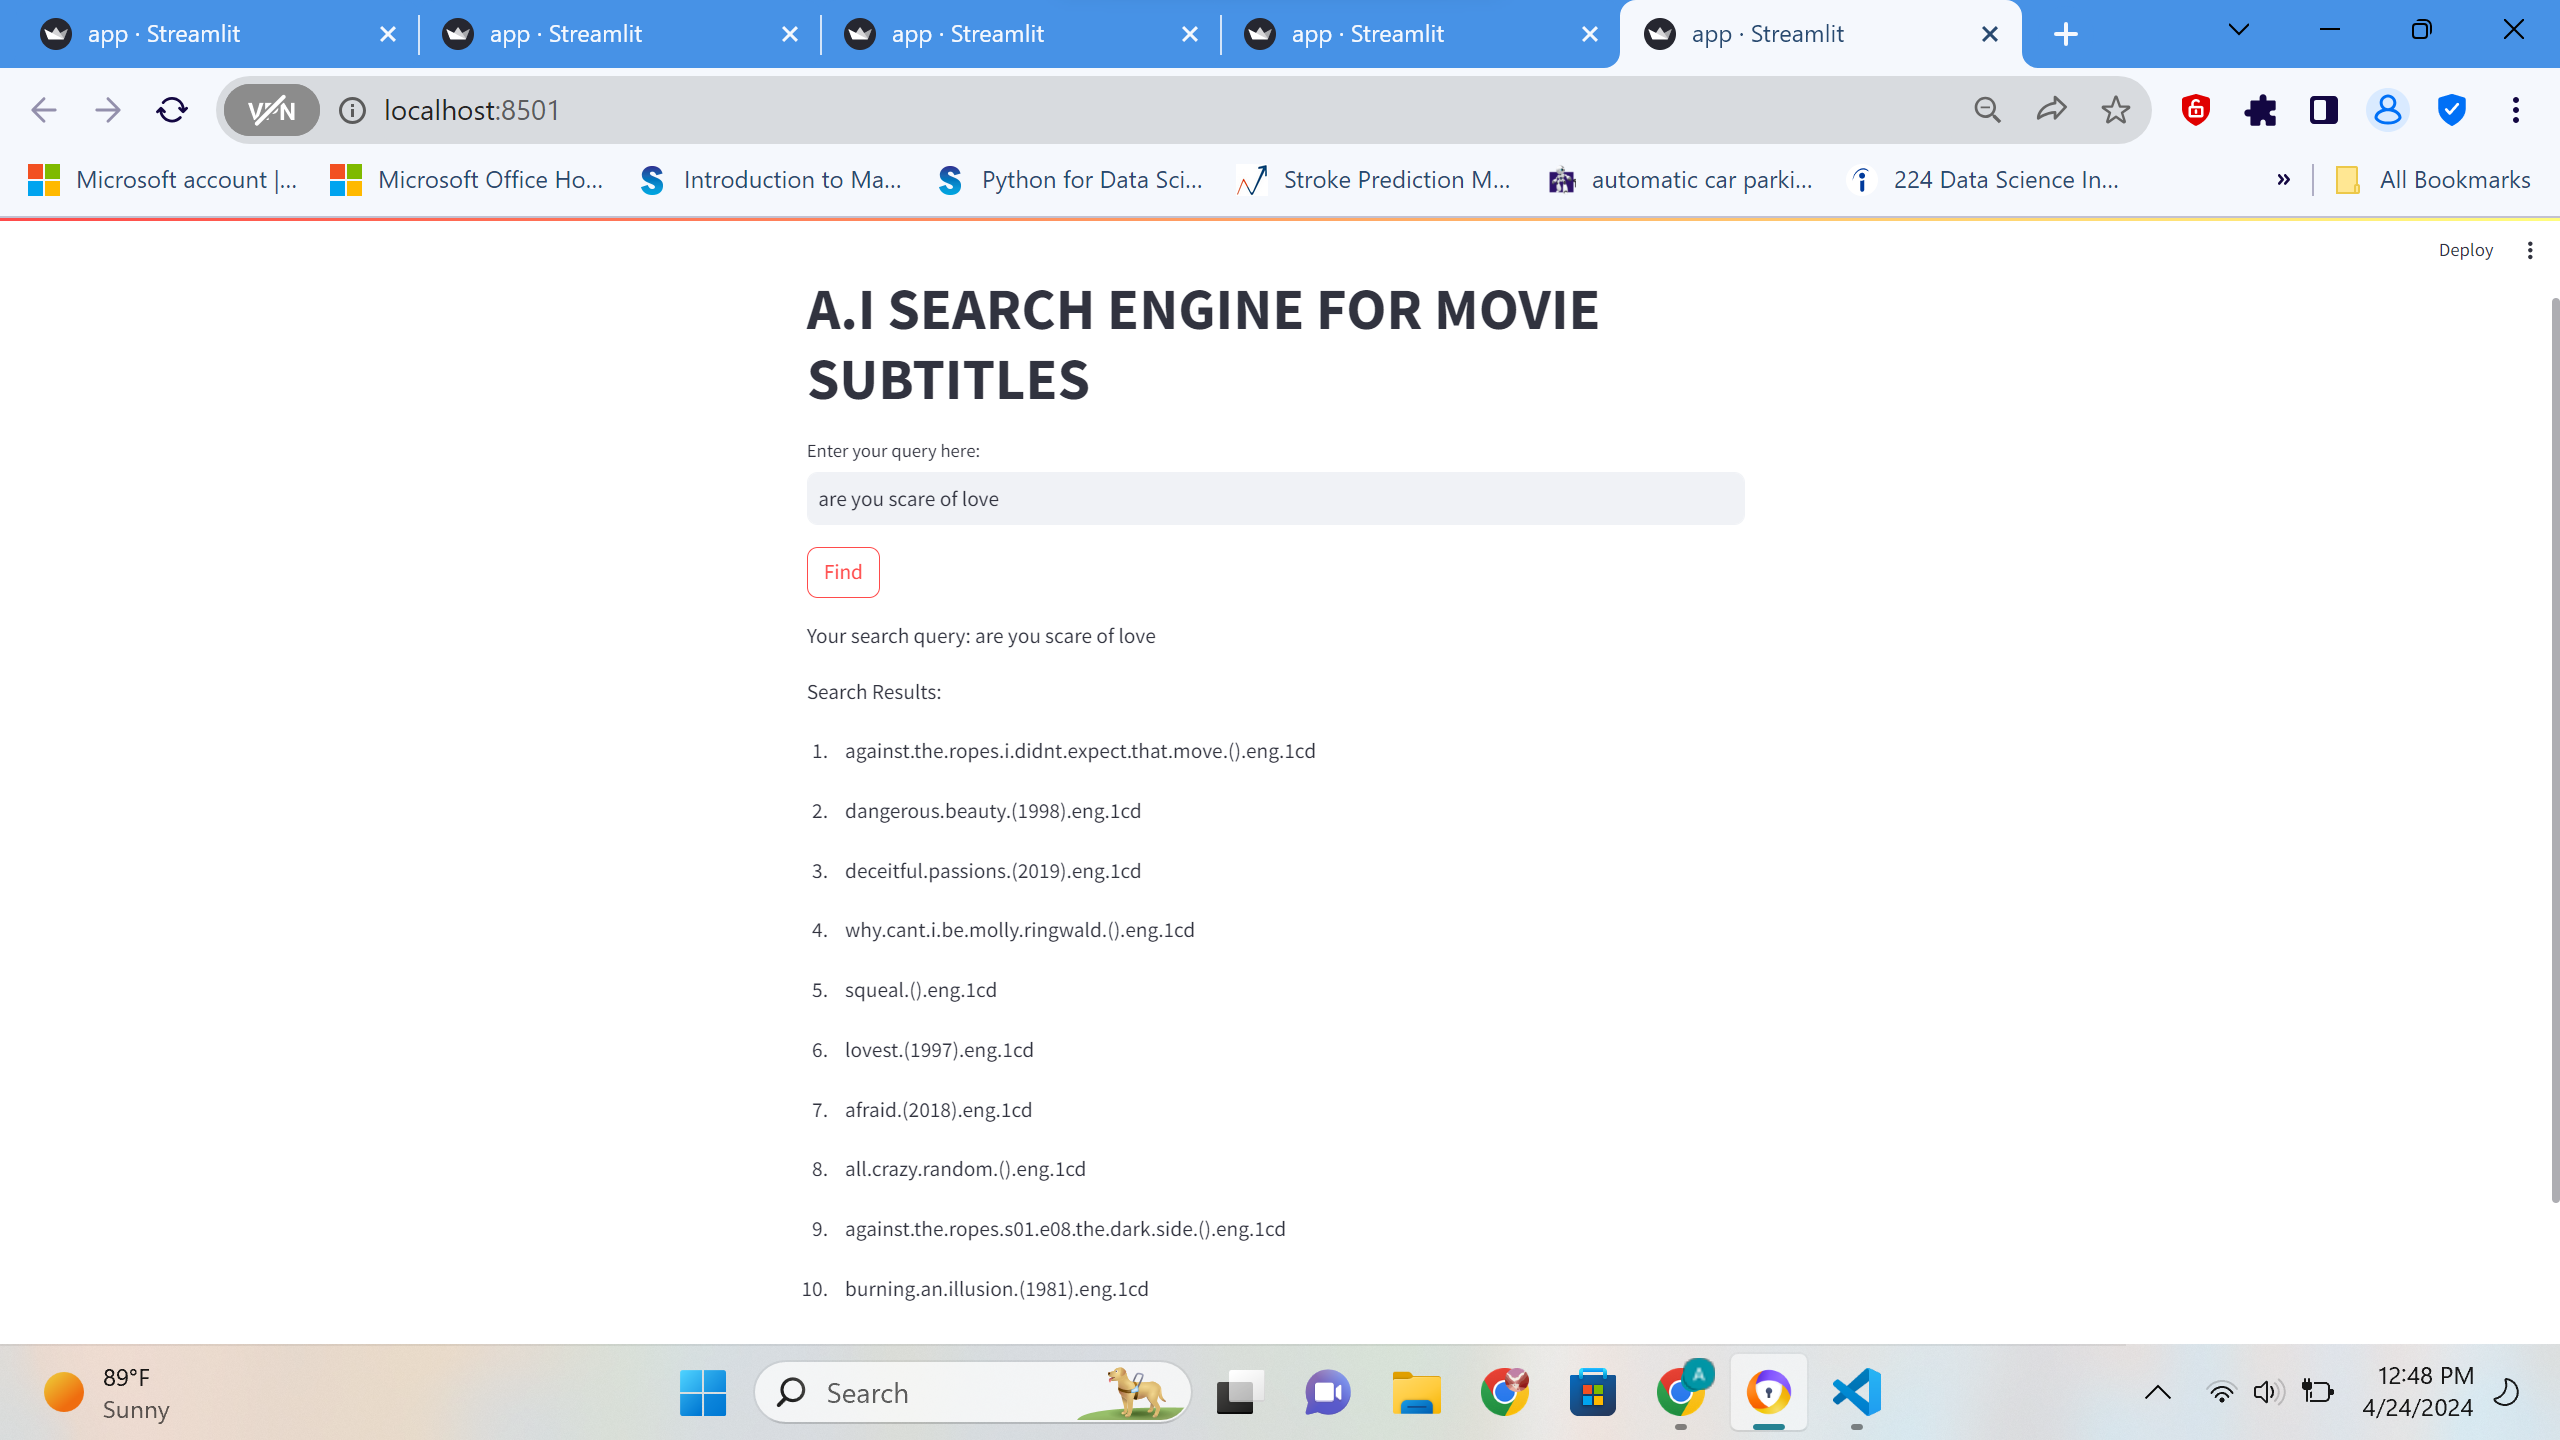 app · Streamlit
app · Streamlit
app · Streamlit
app · Streamlit
app · Streamlit
VPN
localhost:8501
Microsoft account |...
Microsoft Office Ho...
Introduction to Ma...
Python for Data Sci...
Stroke Prediction M...
automatic car parki...
224 Data Science In...
»
All Bookmarks
Deploy
A.I SEARCH ENGINE FOR MOVIE
SUBTITLES
Enter your query here:
are you scare of love
Find
Your search query: are you scare of love
Search Results:
1. against.the.ropes.i.didnt.expect.that.move.().eng.1cd
2. dangerous.beauty.(1998).eng.1cd
3. deceitful.passions.(2019).eng.1cd
4. why.cant.i.be.molly.ringwald.().eng.1cd
5. squeal.().eng.1cd
6. lovest.(1997).eng.1cd
7. afraid.(2018).eng.1cd
8. all.crazy.random.().eng.1cd
9. against.the.ropes.s01.e08.the.dark.side.().eng.1cd
10. burning.an.illusion.(1981).eng.1cd
89°F
Sunny
Search
A
12:48 PM
4/24/2024